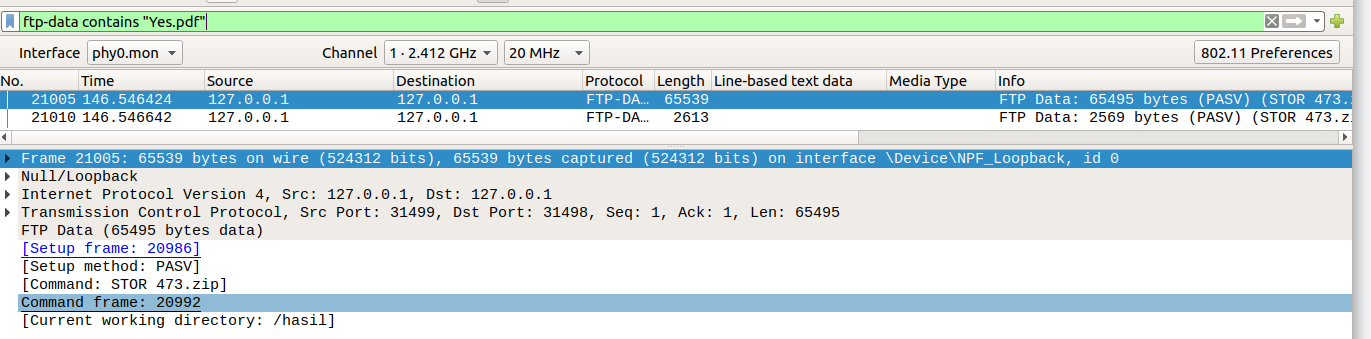 ftp-data contains "Yes.pdf"
Interface phy0.mon Channel 1 · 2.412 GHz 20 MHz 802.11 Preferences
No. Time Source Destination Protocol Length Line-based text data Media Type Info
21005 146.546424 127.0.0.1 127.0.0.1 FTP-DA… 65539 FTP Data: 65495 bytes (PASV) (STOR 473.z
21010 146.546642 127.0.0.1 127.0.0.1 FTP-DA… 2613 FTP Data: 2569 bytes (PASV) (STOR 473.z
Frame 21005: 65539 bytes on wire (524312 bits), 65539 bytes captured (524312 bits) on interface \Device\NPF_Loopback, id 0
Null/Loopback
Internet Protocol Version 4, Src: 127.0.0.1, Dst: 127.0.0.1
Transmission Control Protocol, Src Port: 31499, Dst Port: 31498, Seq: 1, Ack: 1, Len: 65495
FTP Data (65495 bytes data)
[Setup frame: 20986]
[Setup method: PASV]
[Command: STOR 473.zip]
Command frame: 20992
[Current working directory: /hasil]